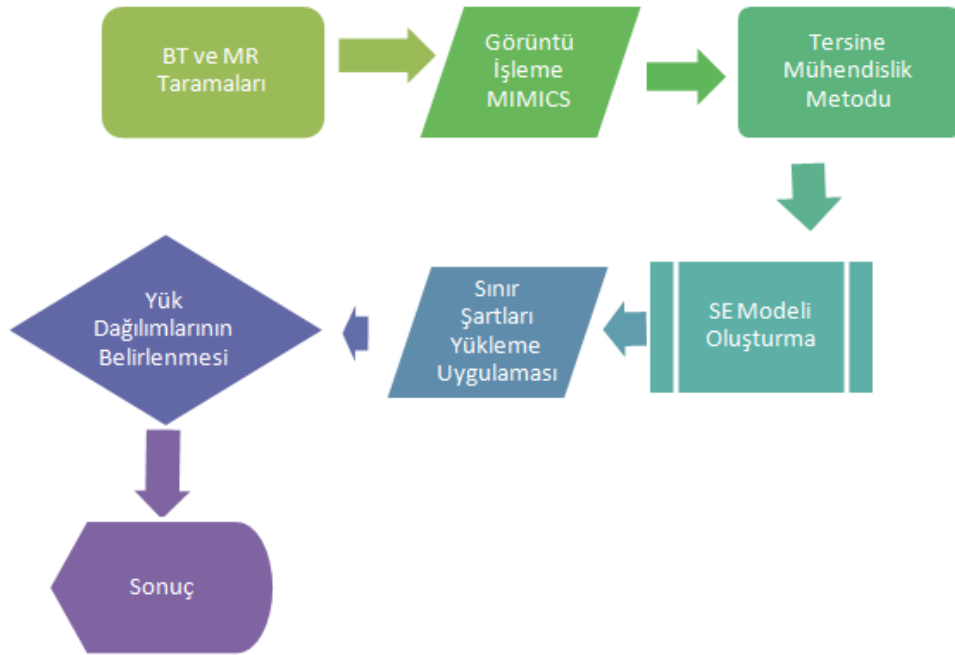 BT ve MR
Taramaları
Görüntü
İşleme
MIMICS
Tersine
Mühendislik
Metodu
SE Modeli
Oluşturma
Sınır
Şartları
Yükleme
Uygulaması
Yük
Dağılımlarının
Belirlenmesi
Sonuç